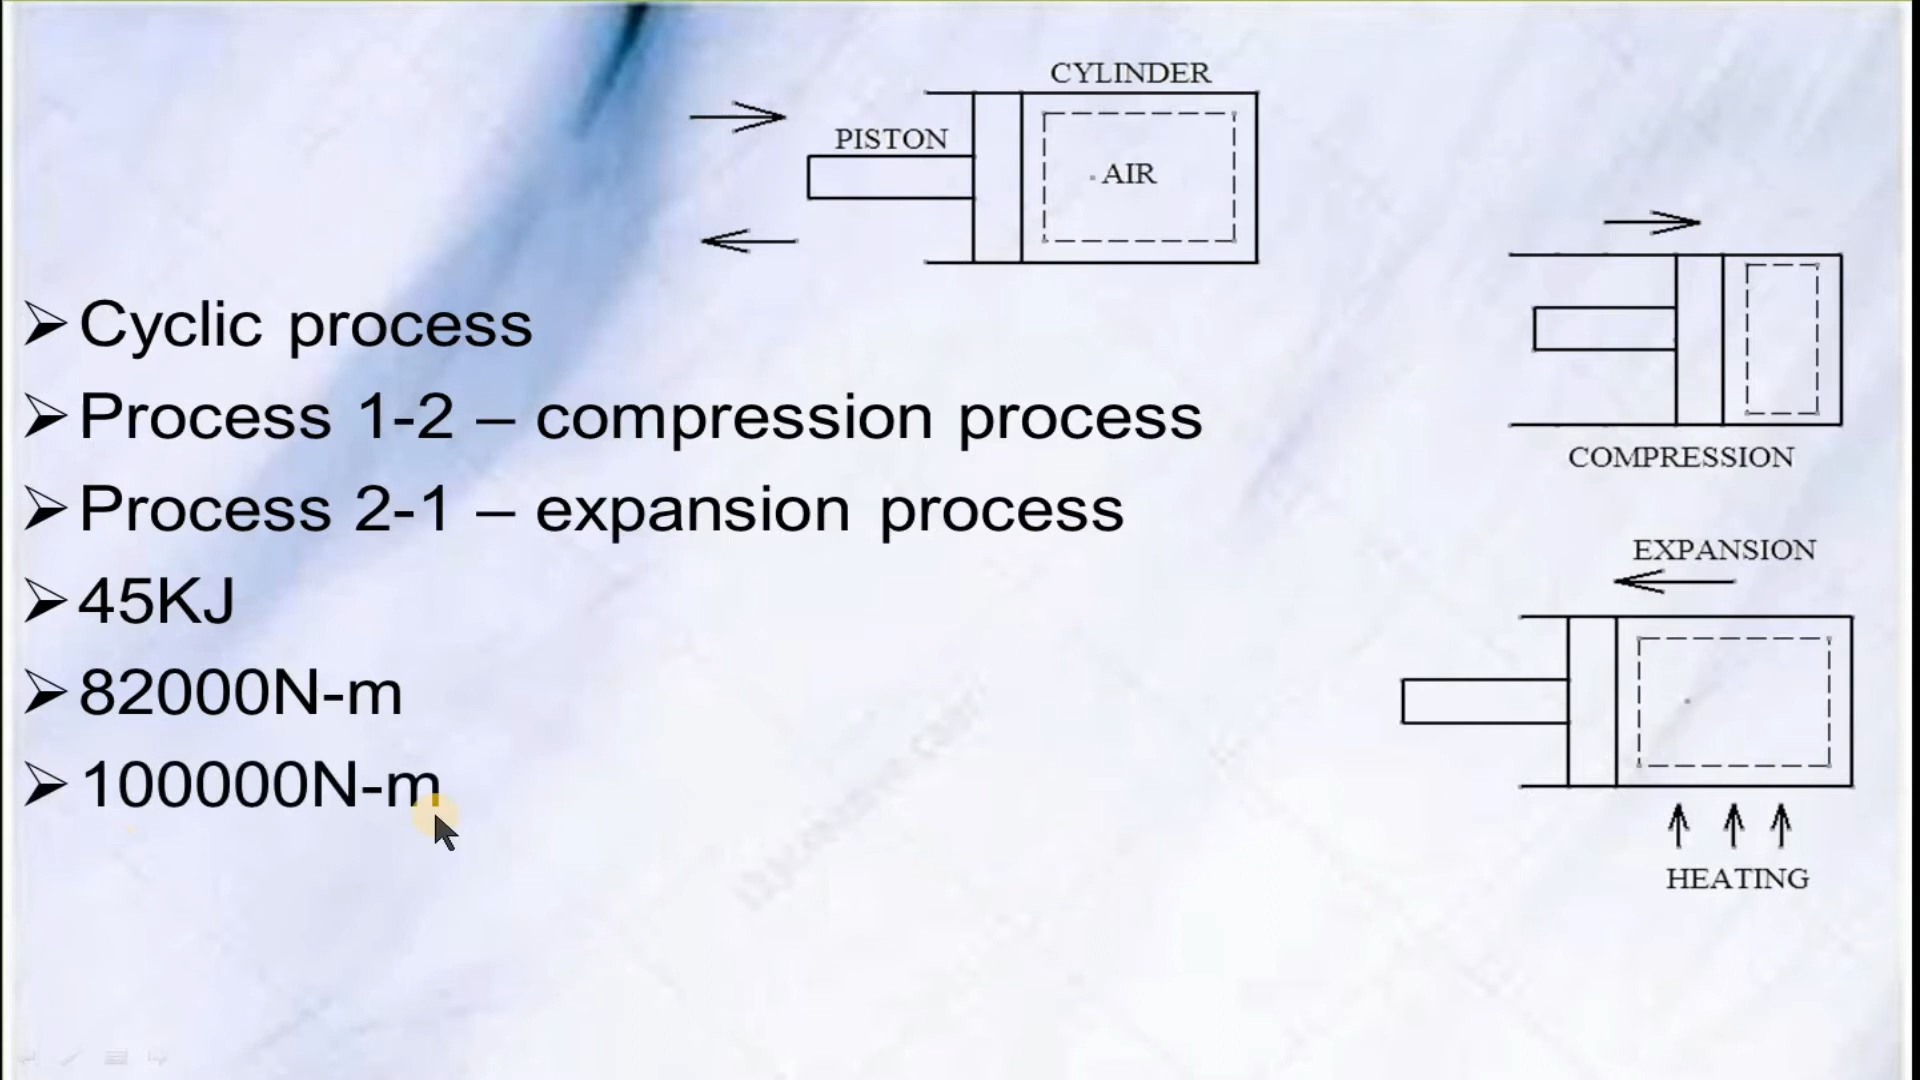 CYLINDER
PISTON
AIR
➢Cyclic process
➢Process 1-2 – compression process
➢Process 2-1 – expansion process
➢45KJ
➢82000N-m
➢100000N-m
COMPRESSION
EXPANSION
HEATING